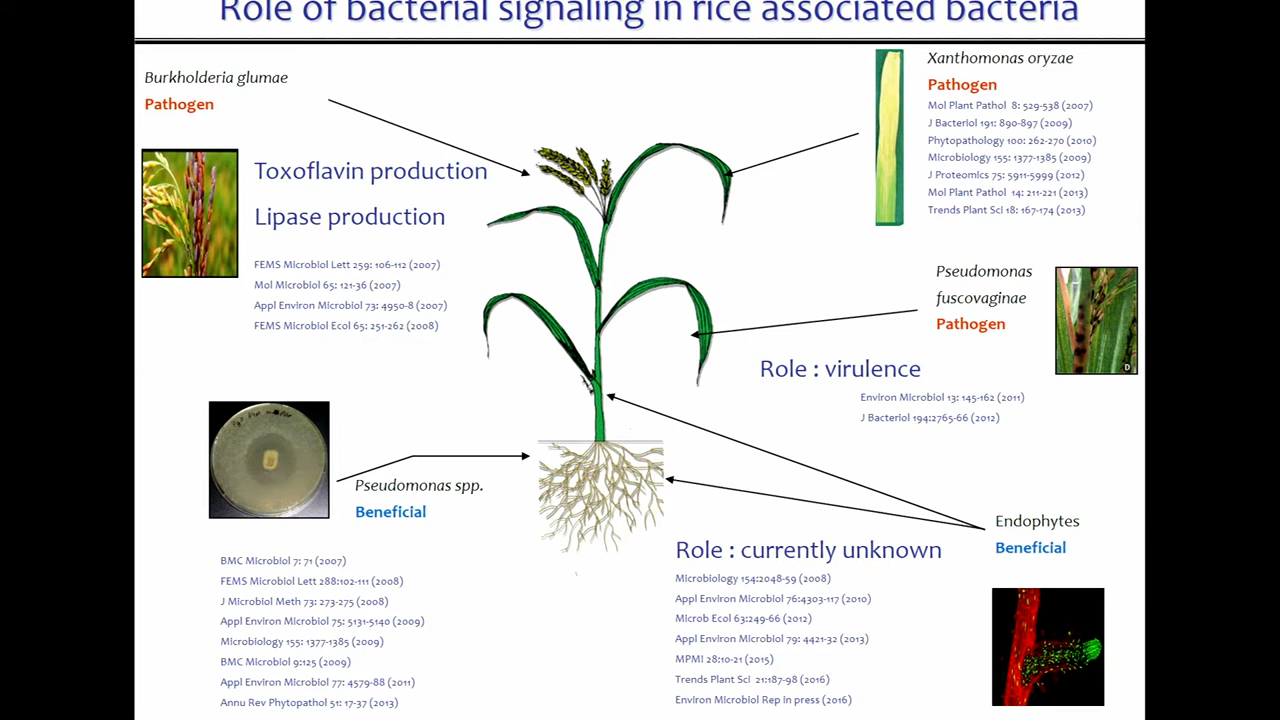 Role of bacterial signaling in rice associated bacteria
Burkholderia glumae
Pathogen
Toxoflavin production
Lipase production
FEMS Microbiol Lett 259: 106-112 (2007)
Mol Microbiol 65: 121-36 (2007)
Appl Environ Microbiol 73: 4950-8 (2007)
FEMS Microbiol Ecol 65: 251-262 (2008)
Xanthomonas oryzae
Pathogen
Mol Plant Pathol 8: 529-538 (2007)
J Bacteriol 191: 890-897 (2009)
Phytopathology 100: 262-270 (2010)
Microbiology 155: 1377-1385 (2009)
J Proteomics 75: 5911-5999 (2012)
Mol Plant Pathol 14: 211-221 (2013)
Trends Plant Sci 18: 167-174 (2013)
Pseudomonas
fuscovaginae
Pathogen
D
Role : virulence
Environ Microbiol 13: 145-162 (2011)
J Bacteriol 194:2765-66 (2012)
Pseudomonas spp.
Beneficial
BMC Microbiol 7: 71 (2007)
FEMS Microbiol Lett 288:102-111 (2008)
J Microbiol Meth 73: 273-275 (2008)
Appl Environ Microbiol 75: 5131-5140 (2009)
Microbiology 155: 1377-1385 (2009)
BMC Microbiol 9:125 (2009)
Appl Environ Microbiol 77: 4579-88 (2011)
Annu Rev Phytopathol 51: 17-37 (2013)
Endophytes
Beneficial
Role : currently unknown
Microbiology 154:2048-59 (2008)
Appl Environ Microbiol 76:4303-117 (2010)
Microb Ecol 63:249-66 (2012)
Appl Environ Microbiol 79: 4421-32 (2013)
MPMI 28:10-21 (2015)
Trends Plant Sci 21:187-98 (2016)
Environ Microbiol Rep in press (2016)